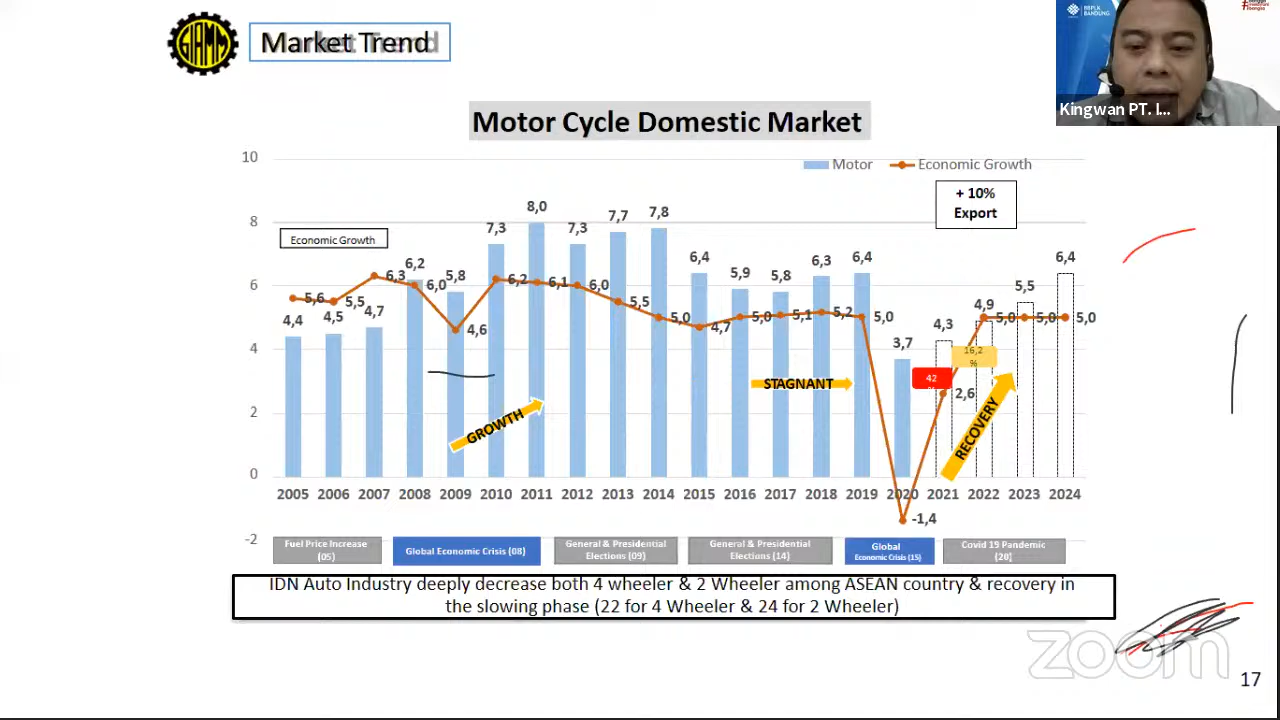 GIAMM
Market Trend
BBPLK
BANDUNG
Kingwan PT. I...
Motor Cycle Domestic Market
Motor
Economic Growth
+ 10%
Export
Economic Growth
10
8
6
4
2
0
-2
4,4
4,5
4,7
6,2
5,8
7,3
8,0
7,3
7,7
7,8
6,4
5,9
5,8
6,3
6,4
3,7
4,3
4,9
5,5
6,4
5,6
5,5
6,3
6,0
4,6
6,2
6,1
6,0
5,5
5,0
4,7
5,0
5,1
5,2
5,0
-1,4
2,6
5,0
5,0
5,0
42
16,2
%
GROWTH
STAGNANT
RECOVERY
2005 2006 2007 2008 2009 2010 2011 2012 2013 2014 2015 2016 2017 2018 2019 2020 2021 2022 2023 2024
Fuel Price Increase
(05)
Global Economic Crisis (08)
General & Presidential
Elections (09)
General & Presidential
Elections (14)
Global
Economic Crisis (15)
Covid 19 Pandemic
(20)
IDN Auto Industry deeply decrease both 4 wheeler & 2 Wheeler among ASEAN country & recovery in
the slowing phase (22 for 4 Wheeler & 24 for 2 Wheeler)
zoom
17